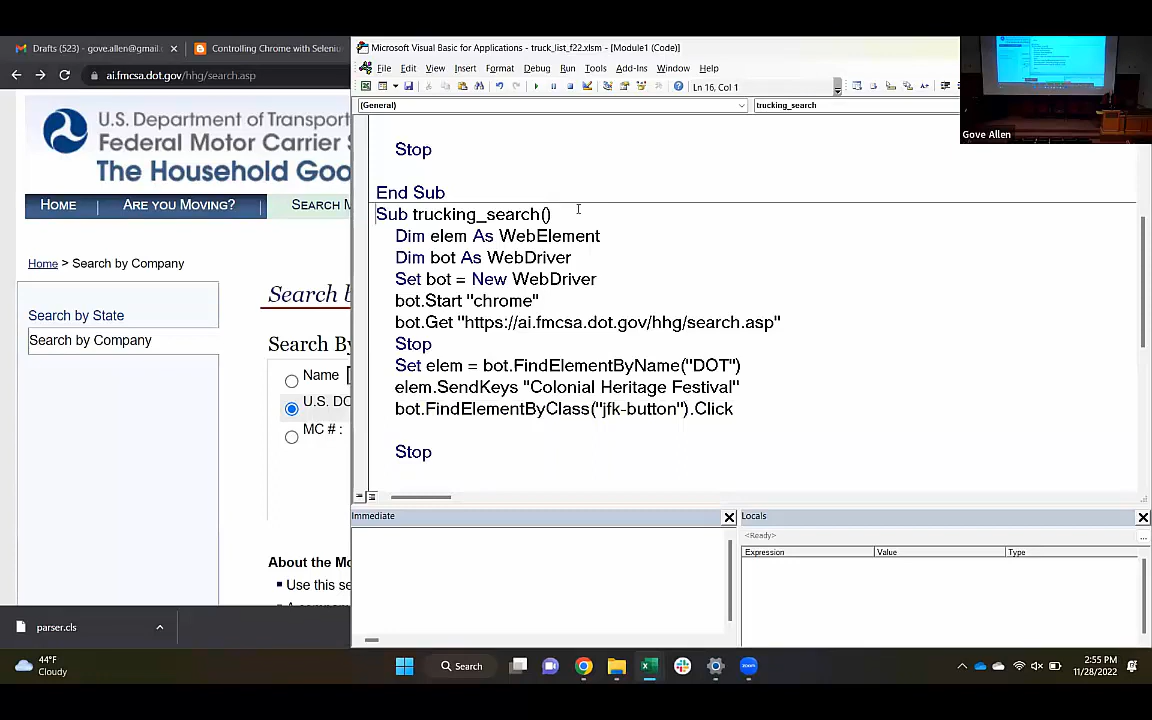 Drafts (523) - gove.allen@gmail.
Controlling Chrome with Seleniu
ai.fmcsa.dot.gov/hhg/search.asp
U.S. Department of Transport
Federal Motor Carrier S
The Household Goo
HOME
ARE YOU MOVING?
SEARCH M
Home > Search by Company
Search by State
Search by Company
Search b
Search By
Name
U.S. DO
MC # :
About the Mo
Use this se
parser.cls
Microsoft Visual Basic for Applications - truck_list_f22.xlsm - [Module1 (Code)]
File Edit View Insert Format Debug Run Tools Add-Ins Window Help
Ln 16, Col 1
(General)
trucking_search
Stop
End Sub
Sub trucking_search()
Dim elem As WebElement
Dim bot As WebDriver
Set bot = New WebDriver
bot.Start "chrome"
bot.Get "https://ai.fmcsa.dot.gov/hhg/search.asp"
Stop
Set elem = bot.FindElementByName("DOT")
elem.SendKeys "Colonial Heritage Festival"
bot.FindElementByClass("jfk-button").Click
Stop
Immediate
Locals
<Ready>
Expression Value Type
Gove Allen
44°F
Cloudy
Search
zoom
2:55 PM
11/28/2022